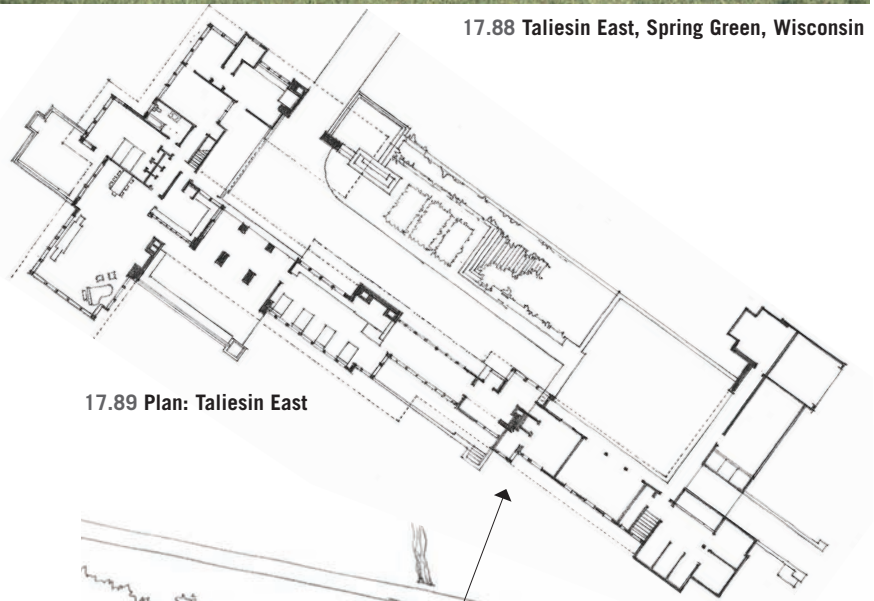 17.88 Taliesin East, Spring Green, Wisconsin
17.89 Plan: Taliesin East